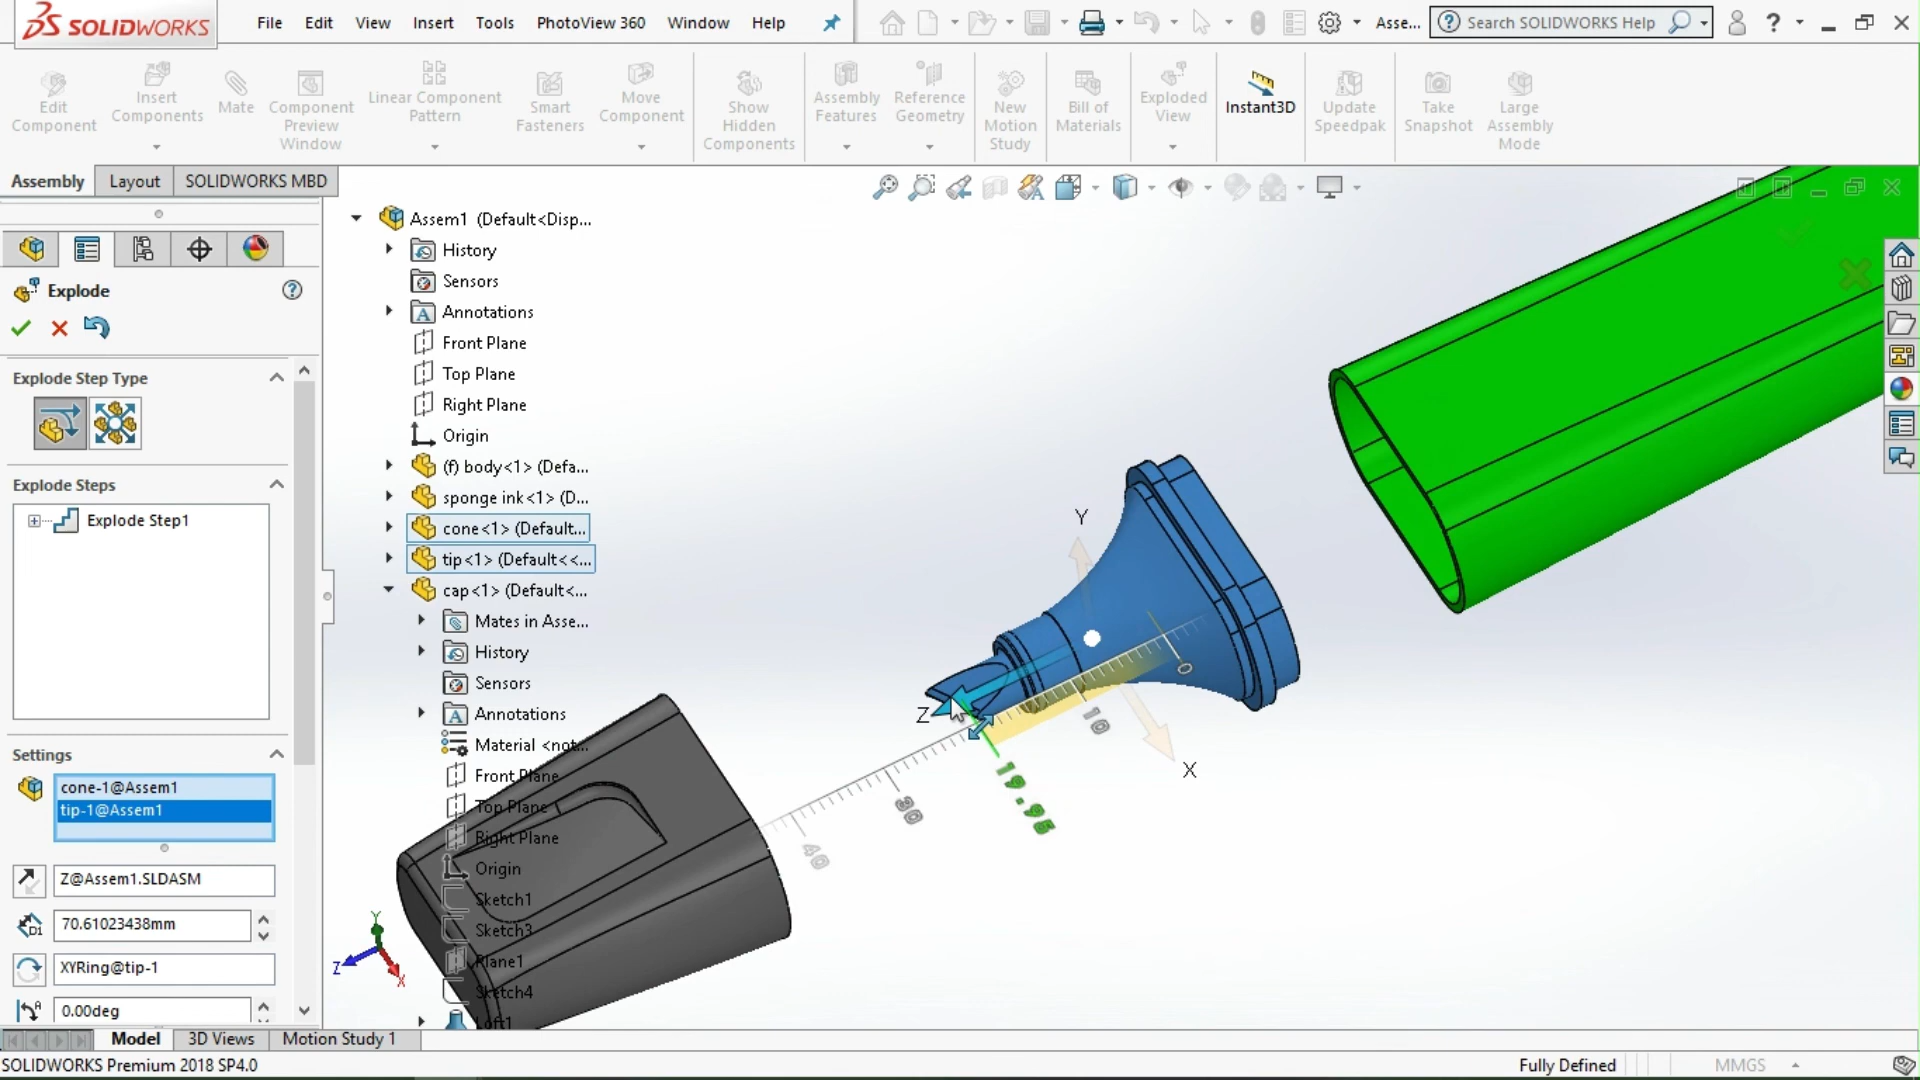 SOLIDWORKS File Edit View Insert Tools PhotoView 360 Window Help Asse... Search SOLIDWORKS Help ?
Edit Component
Insert Components
Mate
Component Preview Window
Linear Component Pattern
Smart Fasteners
Move Component
Show Hidden Components
Assembly Features
Reference Geometry
New Motion Study
Bill of Materials
Exploded View
Instant3D
Update Speedpak
Take Snapshot
Large Assembly Mode
Assembly Layout SOLIDWORKS MBD
Explode
Explode Step Type
Explode Steps
Explode Step1
Settings
cone-1@Assem1
tip-1@Assem1
Z@Assem1.SLDASM
D1 70.61023438mm
XYRing@tip-1
0.00deg
Assem1 (Default<Disp...
History
Sensors
Annotations
Front Plane
Top Plane
Right Plane
Origin
(f) body<1> (Defa...
sponge ink<1> (D...
cone<1> (Default...
tip<1> (Default<<...
cap<1> (Default<...
Mates in Asse...
History
Sensors
Annotations
Material <not...
Front Plane
Top Plane
Right Plane
Origin
Sketch1
Sketch3
Plane1
Sketch4
Loft1
Y
Z
X
0
10
19.95
30
40
Y
Z
X
Model 3D Views Motion Study 1
SOLIDWORKS Premium 2018 SP4.0 Fully Defined MMGS